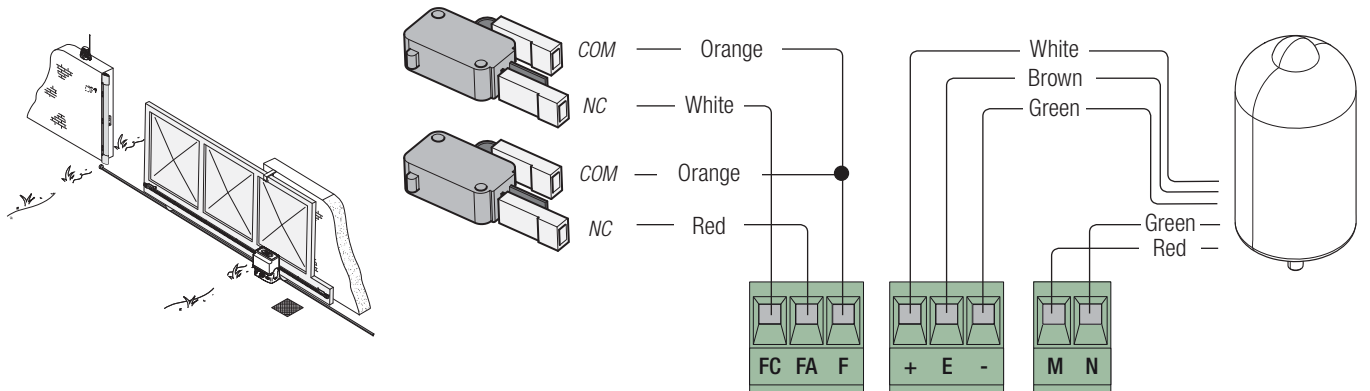 COM Orange
NC White
COM Orange
NC Red
White
Brown
Green
Green
Red
FC FA F
+ E -
M N